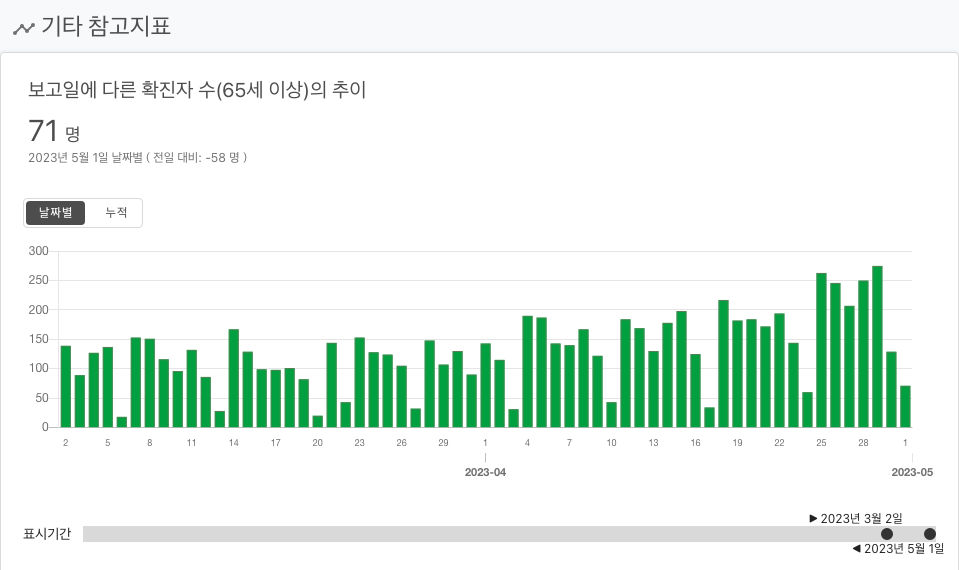 기타 참고지표
보고일에 다른 확진자 수(65세 이상)의 추이
71 명
2023년 5월 1일 날짜별 ( 전일 대비: -58 명 )
날짜별 누적
300
250
200
150
100
50
0
2 5 8 11 14 17 20 23 26 29 1 4 7 10 13 16 19 22 25 28 1
2023-04 2023-05
▶ 2023년 3월 2일
표시기간
◀ 2023년 5월 1일